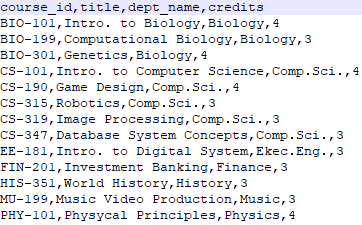 course_id,title,dept_name,credits
BIO-101,Intro. to Biology,Biology,4
BIO-199,Computational Biology,Biology,3
BIO-301,Genetics,Biology,4
CS-101,Intro. to Computer Science,Comp.Sci.,4
CS-190,Game Design,Comp.Sci.,4
CS-315,Robotics,Comp.Sci.,3
CS-319,Image Processing,Comp.Sci.,3
CS-347,Database System Concepts,Comp.Sci.,3
EE-181,Intro. to Digital System,Ekec.Eng.,3
FIN-201,Investment Banking,Finance,3
HIS-351,World History,History,3
MU-199,Music Video Production,Music,3
PHY-101,Physycal Principles,Physics,4